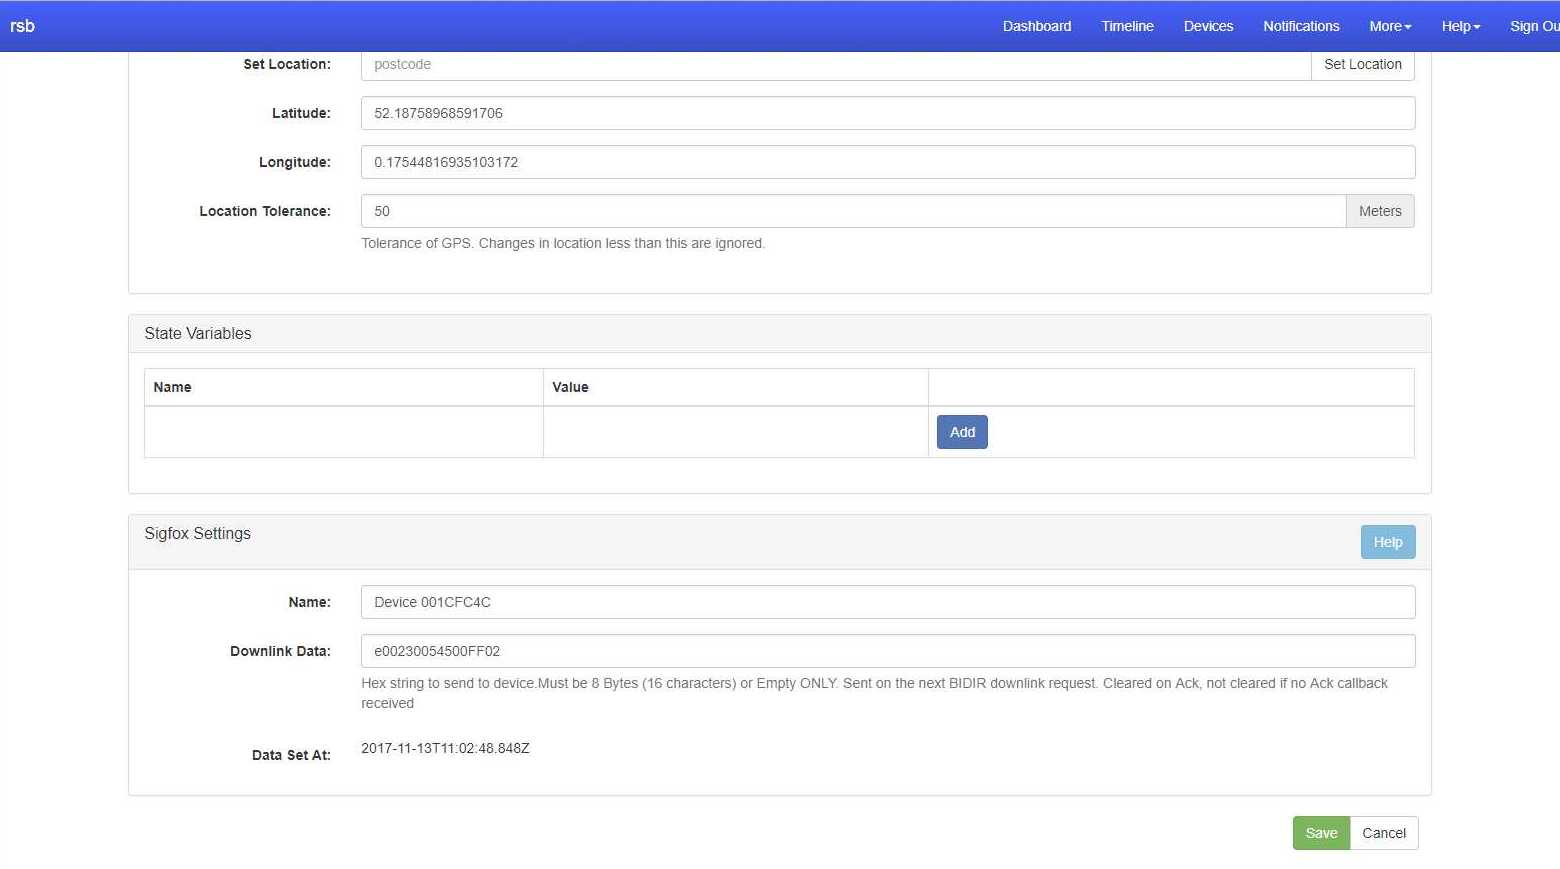 rsb Dashboard Timeline Devices Notifications More Help Sign Ou
Set Location: postcode Set Location
Latitude: 52.18758968591706
Longitude: 0.17544816935103172
Location Tolerance: 50 Meters
Tolerance of GPS. Changes in location less than this are ignored.
State Variables
Name Value
Add
Sigfox Settings Help
Name: Device 001CFC4C
Downlink Data: e00230054500FF02
Hex string to send to device.Must be 8 Bytes (16 characters) or Empty ONLY. Sent on the next BIDIR downlink request. Cleared on Ack, not cleared if no Ack callback
received
Data Set At: 2017-11-13T11:02:48.848Z
Save Cancel